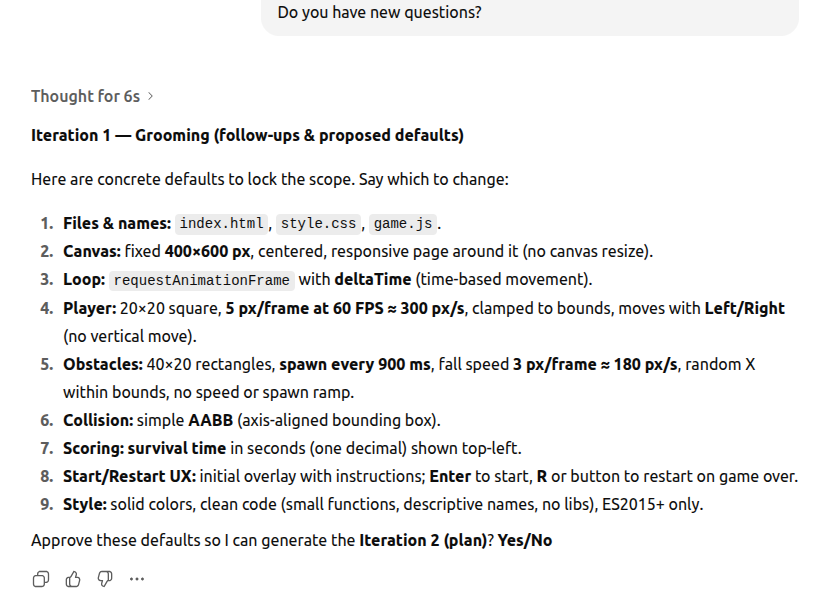 Do you have new questions?
Thought for 6s >
Iteration 1 — Grooming (follow-ups & proposed defaults)
Here are concrete defaults to lock the scope. Say which to change:
1. Files & names: index.html, style.css, game.js.
2. Canvas: fixed 400×600 px, centered, responsive page around it (no canvas resize).
3. Loop: requestAnimationFrame with deltaTime (time-based movement).
4. Player: 20×20 square, 5 px/frame at 60 FPS ≈ 300 px/s, clamped to bounds, moves with Left/Right
(no vertical move).
5. Obstacles: 40×20 rectangles, spawn every 900 ms, fall speed 3 px/frame ≈ 180 px/s, random X
within bounds, no speed or spawn ramp.
6. Collision: simple AABB (axis-aligned bounding box).
7. Scoring: survival time in seconds (one decimal) shown top-left.
8. Start/Restart UX: initial overlay with instructions; Enter to start, R or button to restart on game over.
9. Style: solid colors, clean code (small functions, descriptive names, no libs), ES2015+ only.
Approve these defaults so I can generate the Iteration 2 (plan)? Yes/No